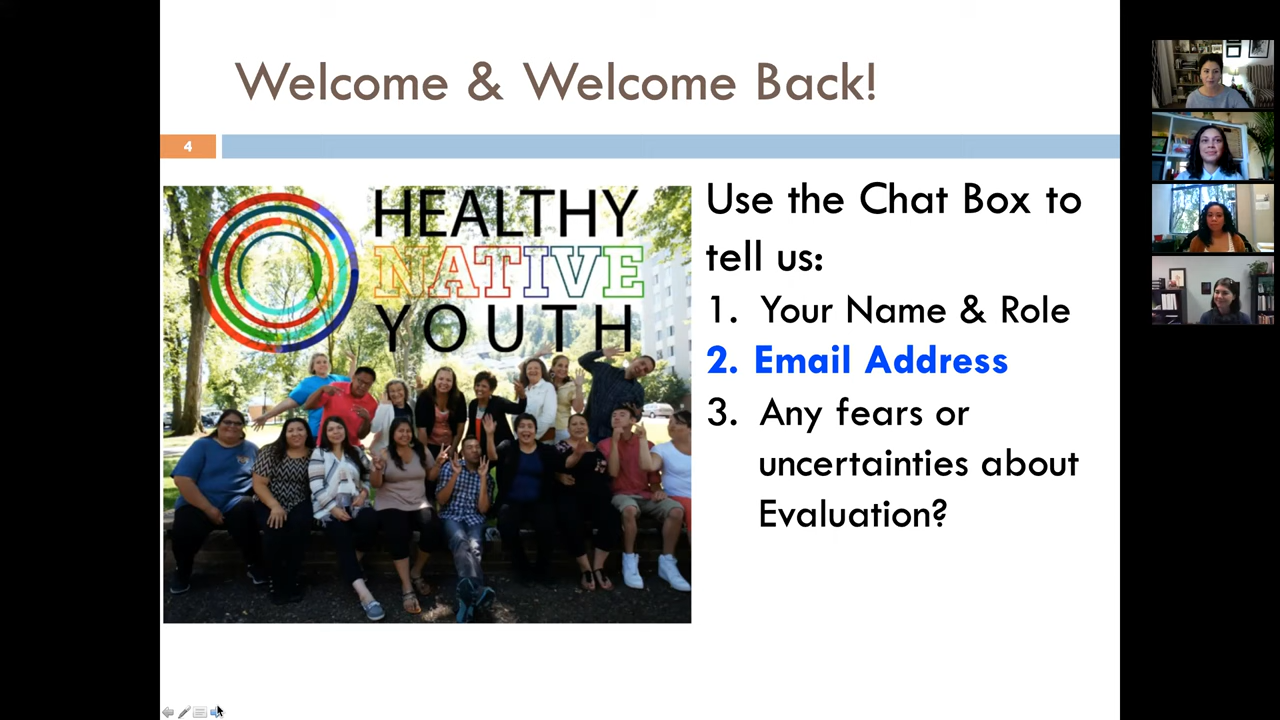 Welcome & Welcome Back!
4
HEALTHY
NATIVE
YOUTH
Use the Chat Box to
tell us:
1. Your Name & Role
2. Email Address
3. Any fears or
uncertainties about
Evaluation?